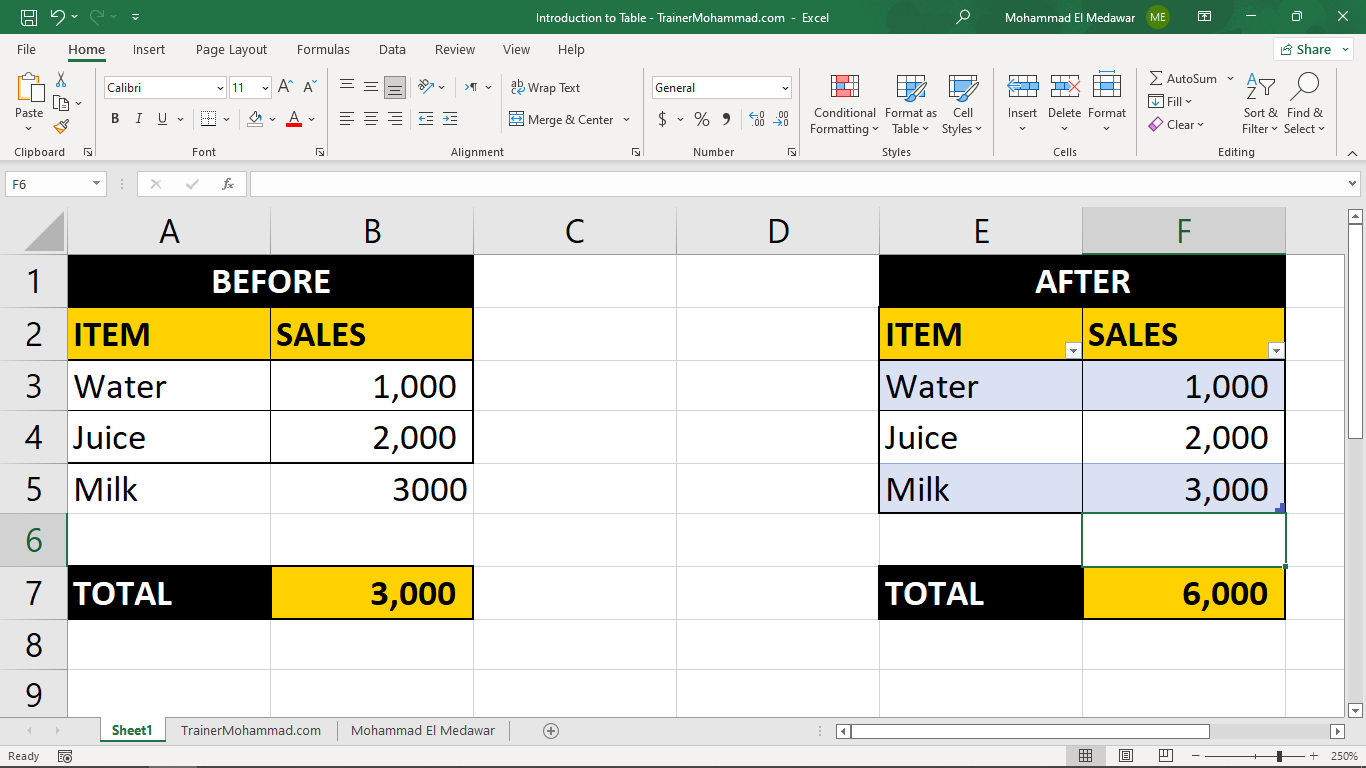 Introduction to Table - TrainerMohammad.com - Excel
Mohammad El Medawar ME
File Home Insert Page Layout Formulas Data Review View Help Share
Paste
Clipboard
Calibri 11
B I U A
Font
Wrap Text
Merge & Center
Alignment
General
$ % 9 .00 .00
Number
Conditional Formatting
Format as Table
Cell Styles
Styles
Insert
Delete
Format
Cells
AutoSum
Fill
Clear
Sort & Filter
Find & Select
Editing
F6 fx
A B C D E F
1 BEFORE AFTER
2 ITEM SALES ITEM SALES
3 Water 1,000 Water 1,000
4 Juice 2,000 Juice 2,000
5 Milk 3000 Milk 3,000
6
7 TOTAL 3,000 TOTAL 6,000
8
9
Sheet1 TrainerMohammad.com Mohammad El Medawar
Ready 250%